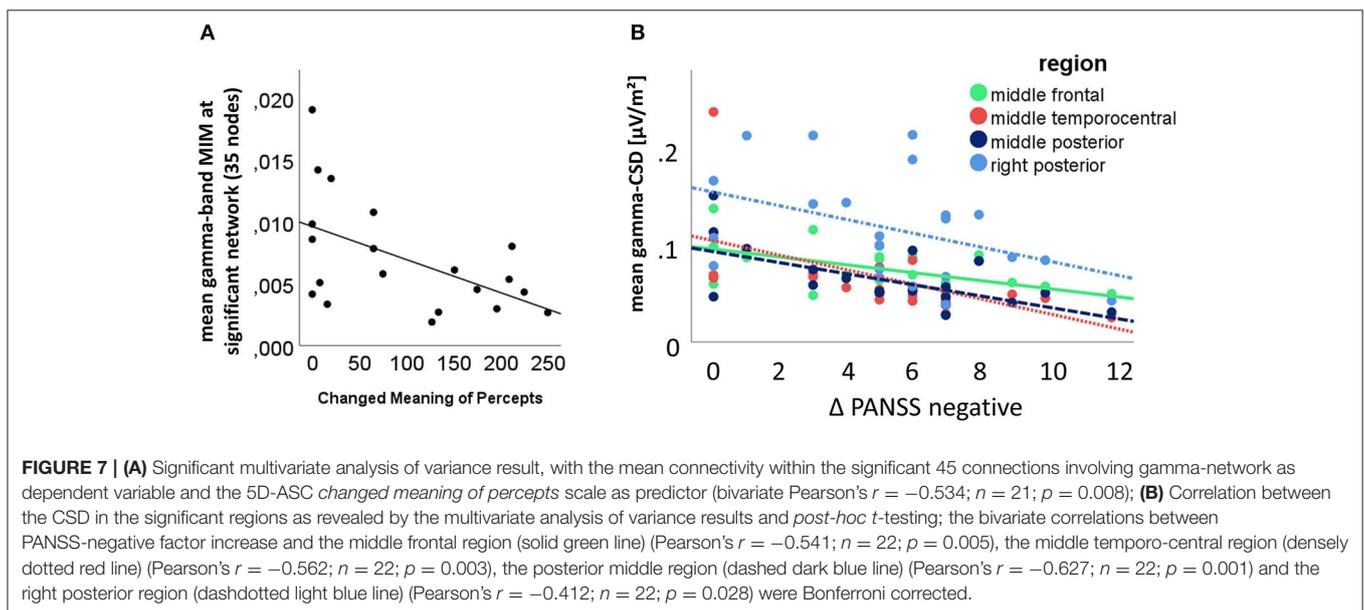 A
mean gamma-band MIM at
significant network (35 nodes)
,020
,015
,010
,005
,000
0 50 100 150 200 250
Changed Meaning of Percepts
B
mean gamma-CSD [µV/m²]
.2
.1
0
0 2 4 6 8 10 12
Δ PANSS negative
region
middle frontal
middle temporocentral
middle posterior
right posterior
FIGURE 7 | (A) Significant multivariate analysis of variance result, with the mean connectivity within the significant 45 connections involving gamma-network as
dependent variable and the 5D-ASC changed meaning of percepts scale as predictor (bivariate Pearson's r = −0.534; n = 21; p = 0.008); (B) Correlation between
the CSD in the significant regions as revealed by the multivariate analysis of variance results and post-hoc t-testing; the bivariate correlations between
PANSS-negative factor increase and the middle frontal region (solid green line) (Pearson's r = −0.541; n = 22; p = 0.005), the middle temporo-central region (densely
dotted red line) (Pearson's r = −0.562; n = 22; p = 0.003), the posterior middle region (dashed dark blue line) (Pearson's r = −0.627; n = 22; p = 0.001) and the
right posterior region (dashdotted light blue line) (Pearson's r = −0.412; n = 22; p = 0.028) were Bonferroni corrected.